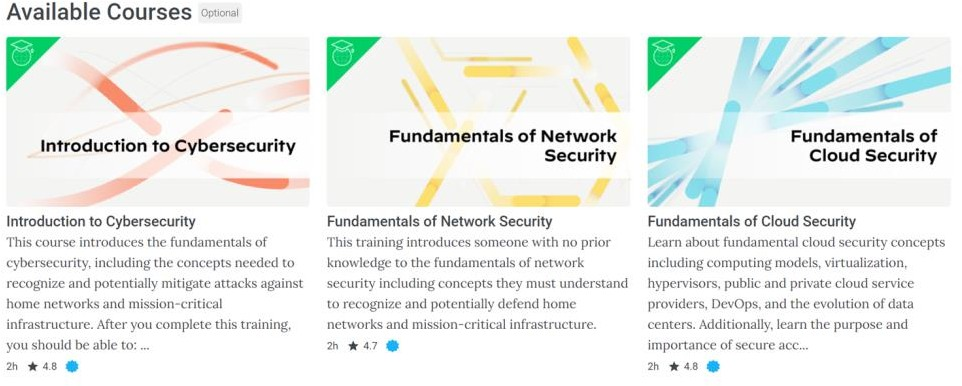 Available Courses Optional
Introduction to Cybersecurity
Fundamentals of Network
Security
Fundamentals of
Cloud Security
Introduction to Cybersecurity
This course introduces the fundamentals of
cybersecurity, including the concepts needed to
recognize and potentially mitigate attacks against
home networks and mission-critical
infrastructure. After you complete this training,
you should be able to: ...
2h 4.8
Fundamentals of Network Security
This training introduces someone with no prior
knowledge to the fundamentals of network
security including concepts they must understand
to recognize and potentially defend home
networks and mission-critical infrastructure.
2h 4.7
Fundamentals of Cloud Security
Learn about fundamental cloud security concepts
including computing models, virtualization,
hypervisors, public and private cloud service
providers, DevOps, and the evolution of data
centers. Additionally, learn the purpose and
importance of secure acc...
2h 4.8